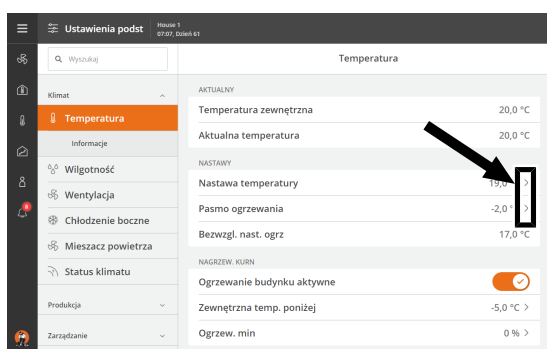 Ustawienia podst
House 1
07:07, Dzień 61
Wyszukaj
Temperatura
Klimat
Temperatura
Informacje
Wilgotność
Wentylacja
Chłodzenie boczne
Mieszacz powietrza
Status klimatu
Produkcja
Zarządzanie
8
AKTUALNY
Temperatura zewnętrzna 20,0 °C
Aktualna temperatura 20,0 °C
NASTAWY
Nastawa temperatury 19,0
Pasmo ogrzewania -2,0 °
Bezwzgl. nast. ogrz 17,0 °C
NAGRZEW. KURN
Ogrzewanie budynku aktywne
Zewnętrzna temp. poniżej -5,0 °C >
Ogrzew. min 0 % >